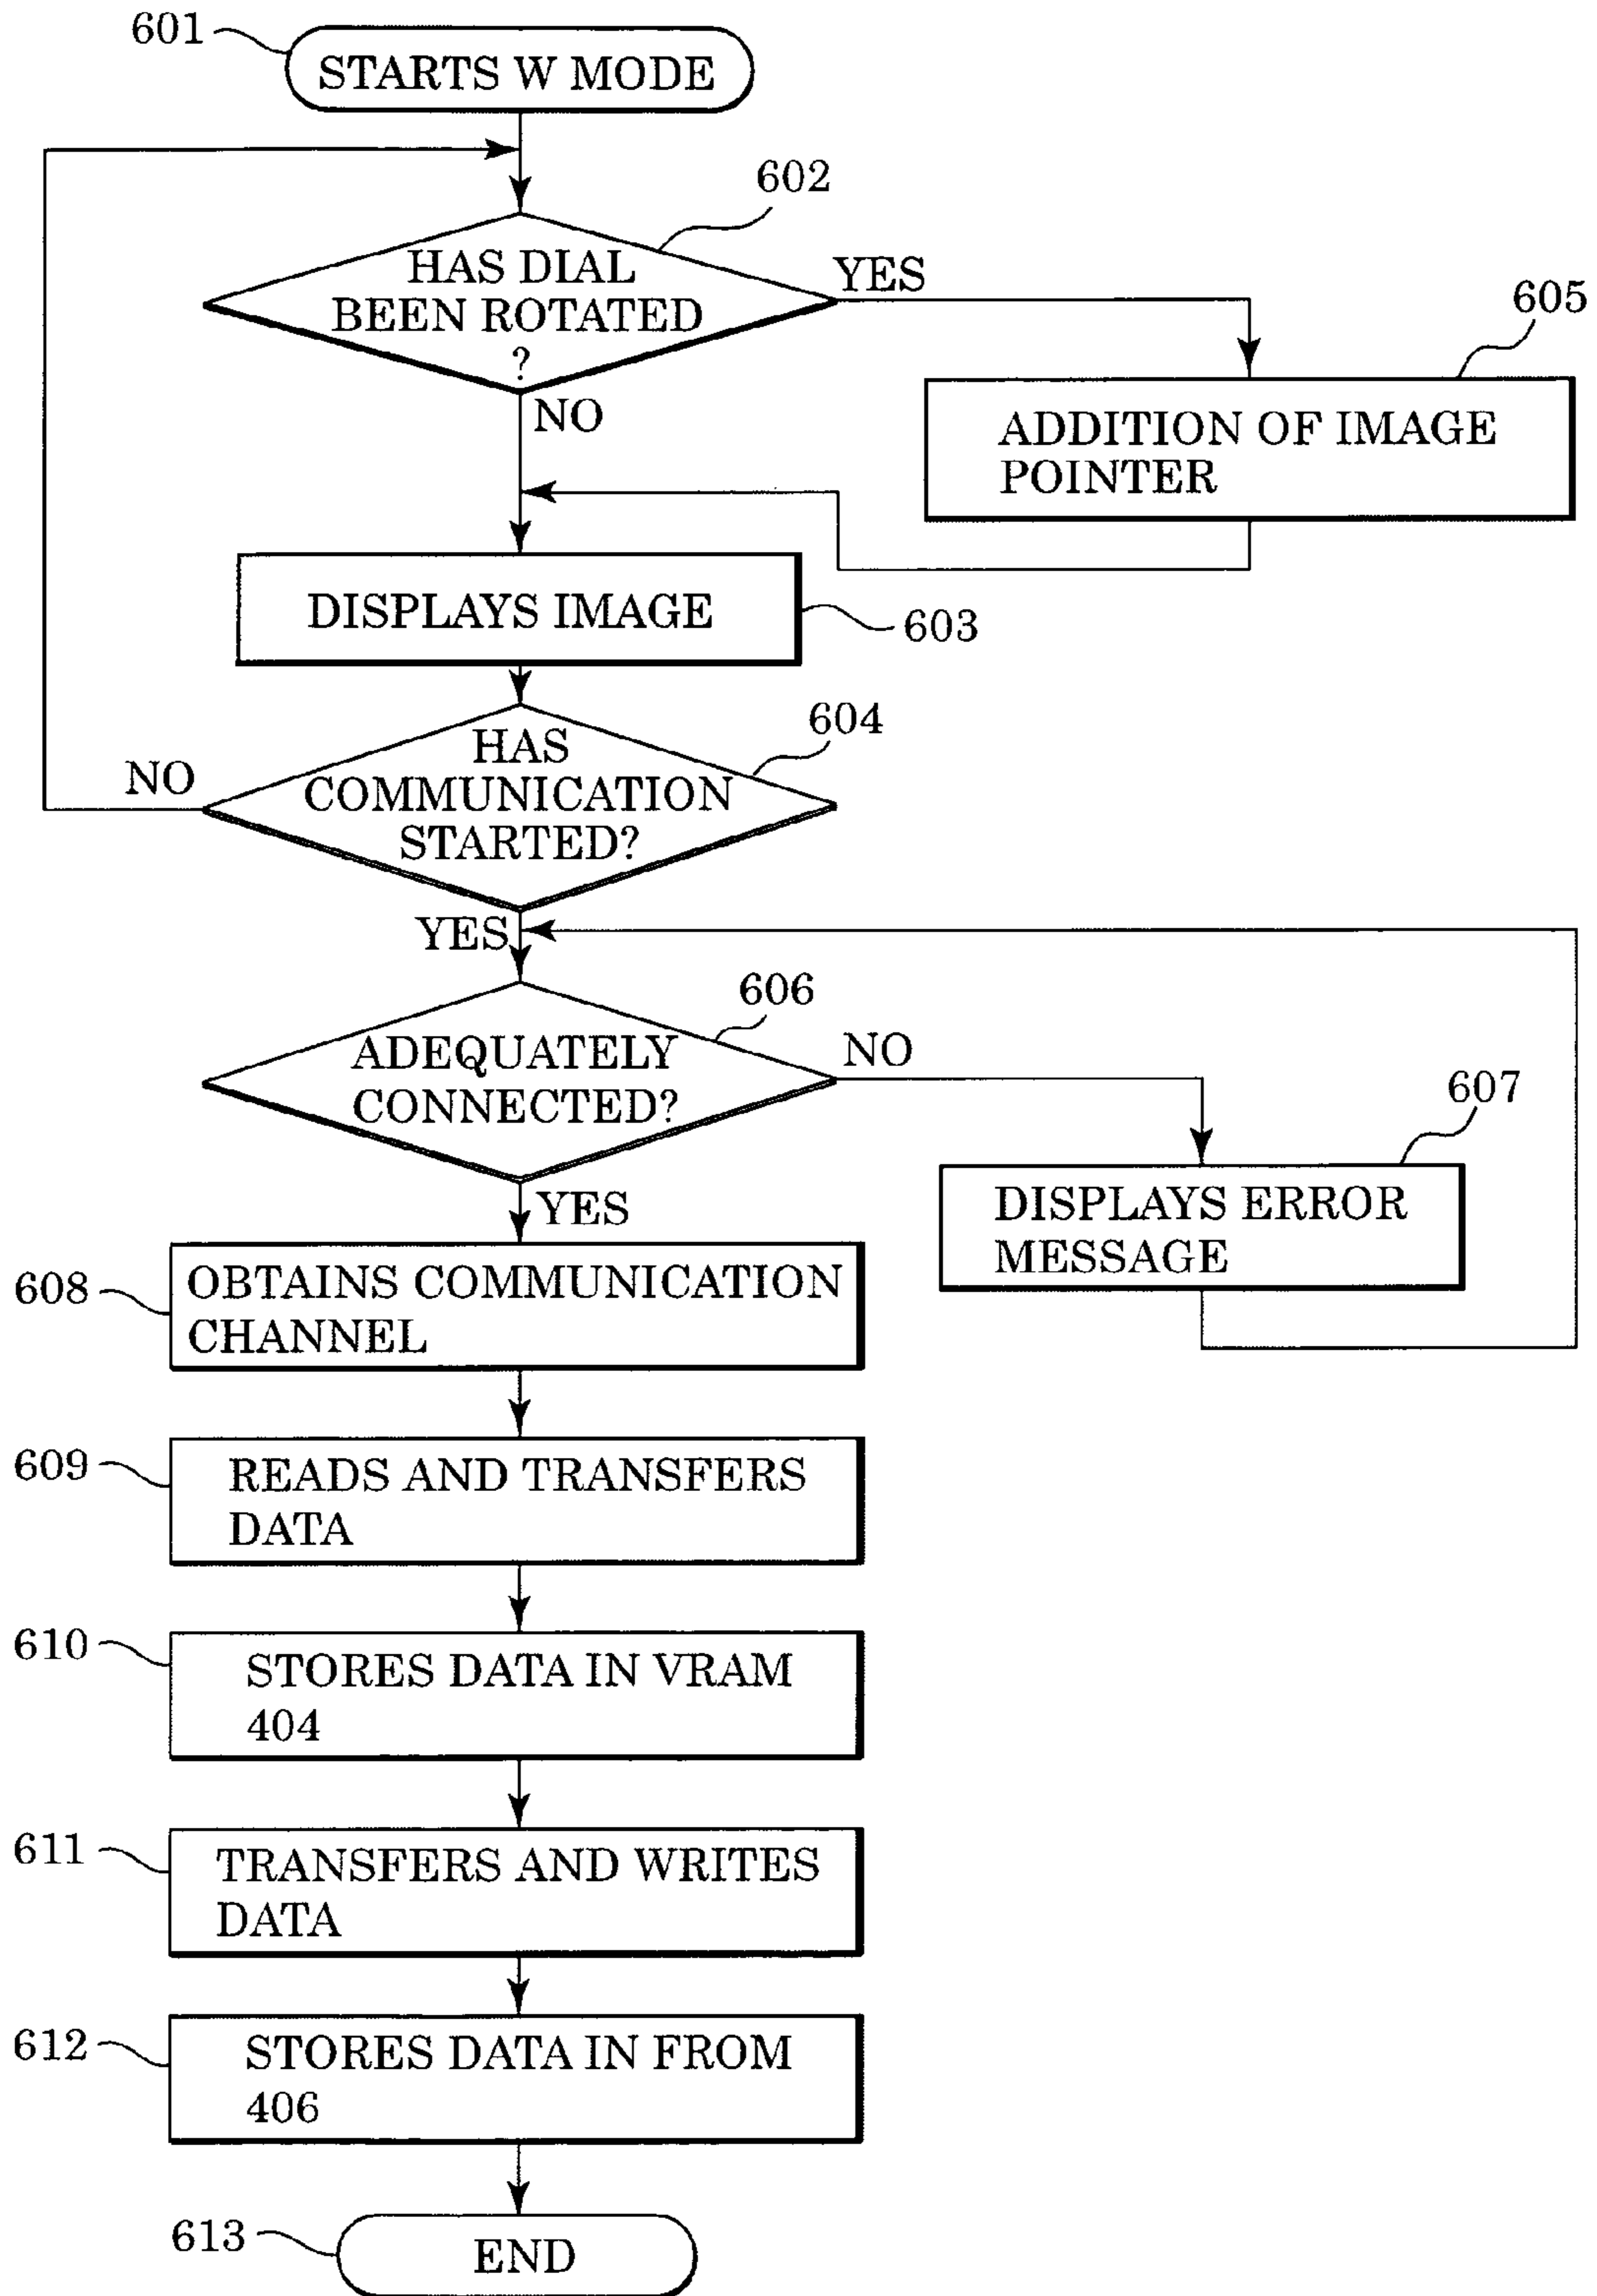 601
STARTS W MODE
602
HAS DIAL
BEEN ROTATED
?
YES
NO
605
ADDITION OF IMAGE
POINTER
DISPLAYS IMAGE
603
604
HAS
COMMUNICATION
STARTED?
NO
YES
606
ADEQUATELY
CONNECTED?
NO
YES
607
DISPLAYS ERROR
MESSAGE
608
OBTAINS COMMUNICATION
CHANNEL
609
READS AND TRANSFERS
DATA
610
STORES DATA IN VRAM
404
611
TRANSFERS AND WRITES
DATA
612
STORES DATA IN FROM
406
613
END